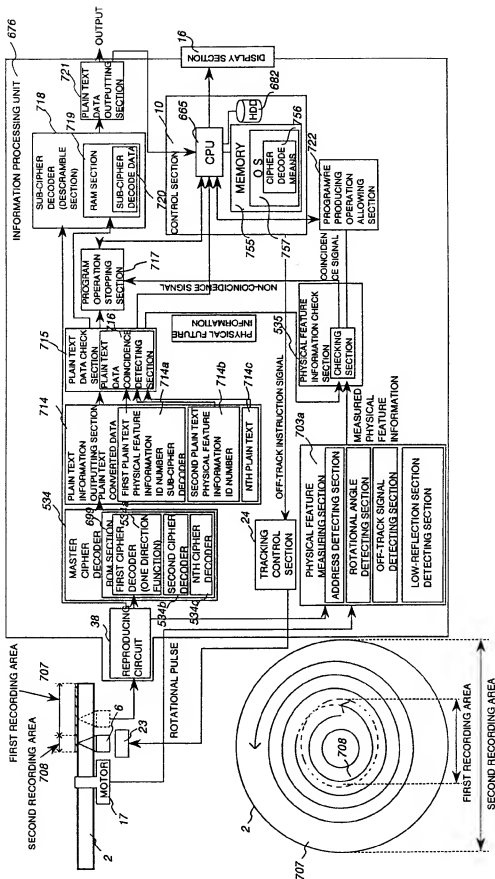 676
INFORMATION PROCESSING UNIT
OUTPUT
721
PLAIN TEXT
DATA
OUTPUTTING
SECTION
16
DISPLAY SECTION
718
SUB-CIPHER
DECODER
(DESCRAMBLE SECTION)
719
RAM SECTION
SUB-CIPHER
DECODE DATA
720
10
CONTROL SECTION
665
CPU
HDD
682
MEMORY
O S
CIPHER
DECODE
MEANS
756
755
757
722
PROGRAM/RE
PRODUCING
OPERATION
ALLOWING
SECTION
PROGRAM
OPERATION
STOPPING
SECTION
717
NON-COINCIDENCE SIGNAL
COINCIDEN
CE SIGNAL
715
PLAIN TEXT
DATA CHECK
SECTION
716
PLAIN TEXT
DATA
COINCIDENCE
DETECTING
SECTION
PHYSICAL FUTURE
INFORMATION
535
PHYSICAL FEATURE
INFORMATION CHECK
SECTION
CHECKING
SECTION
714
PLAIN TEXT
INFORMATION
OUTPUTTING SECTION
PLAIN TEXT
CONVERTED DATA
FIRST PLAIN TEXT
PHYSICAL FEATURE
INFORMATION
ID NUMBER
SUB-CIPHER
DECODER
714a
SECOND PLAIN TEXT
PHYSICAL FEATURE
INFORMATION
ID NUMBER
714b
NTH PLAIN TEXT
714c
OFF-TRACK INSTRUCTION SIGNAL
MEASURED
PHYSICAL
FEATURE
INFORMATION
534
MASTER
CIPHER
DECODER
699
ROM SECTION
534a
FIRST CIPHER
DECODER
(ONE DIRECTION
FUNCTION)
SECOND CIPHER
DECODER
534b
NTH CIPHER
DECODER
534c
24
TRACKING
CONTROL
SECTION
703a
PHYSICAL FEATURE
MEASURING SECTION
ADDRESS DETECTING SECTION
ROTATIONAL ANGLE
DETECTING SECTION
OFF-TRACK SIGNAL
DETECTING SECTION
LOW-REFLECTION SECTION
DETECTING SECTION
38
REPRODUCING
CIRCUIT
ROTATIONAL PULSE
FIRST RECORDING AREA
707
SECOND RECORDING AREA
708
6
23
MOTOR
17
2
2
708
707
FIRST RECORDING AREA
SECOND RECORDING AREA